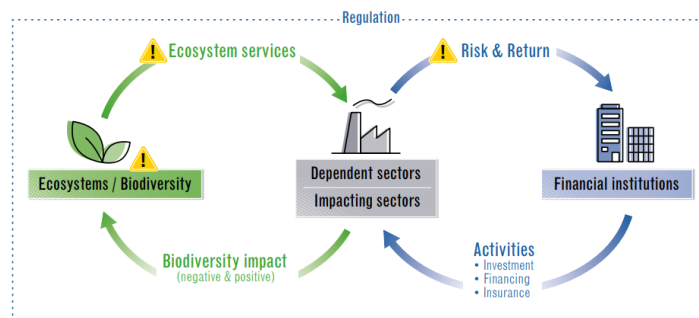 Regulation
Ecosystem services
Risk & Return
Ecosystems / Biodiversity
Dependent sectors
Impacting sectors
Financial institutions
Biodiversity impact
(negative & positive)
Activities
• Investment
• Financing
• Insurance